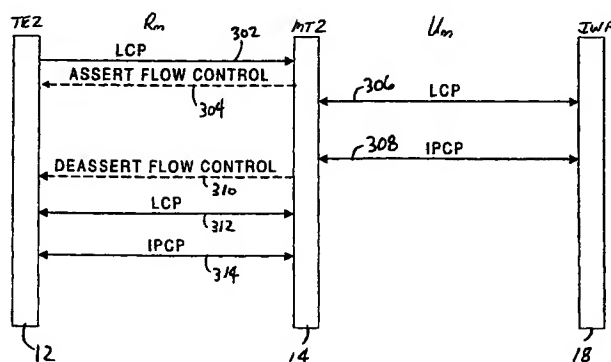 TE2 Rm MT2 Um IWF
LCP 302
ASSERT FLOW CONTROL
304
306 LCP
308 IPCP
DEASSERT FLOW CONTROL
310
LCP
312
IPCP
314
12 14 18